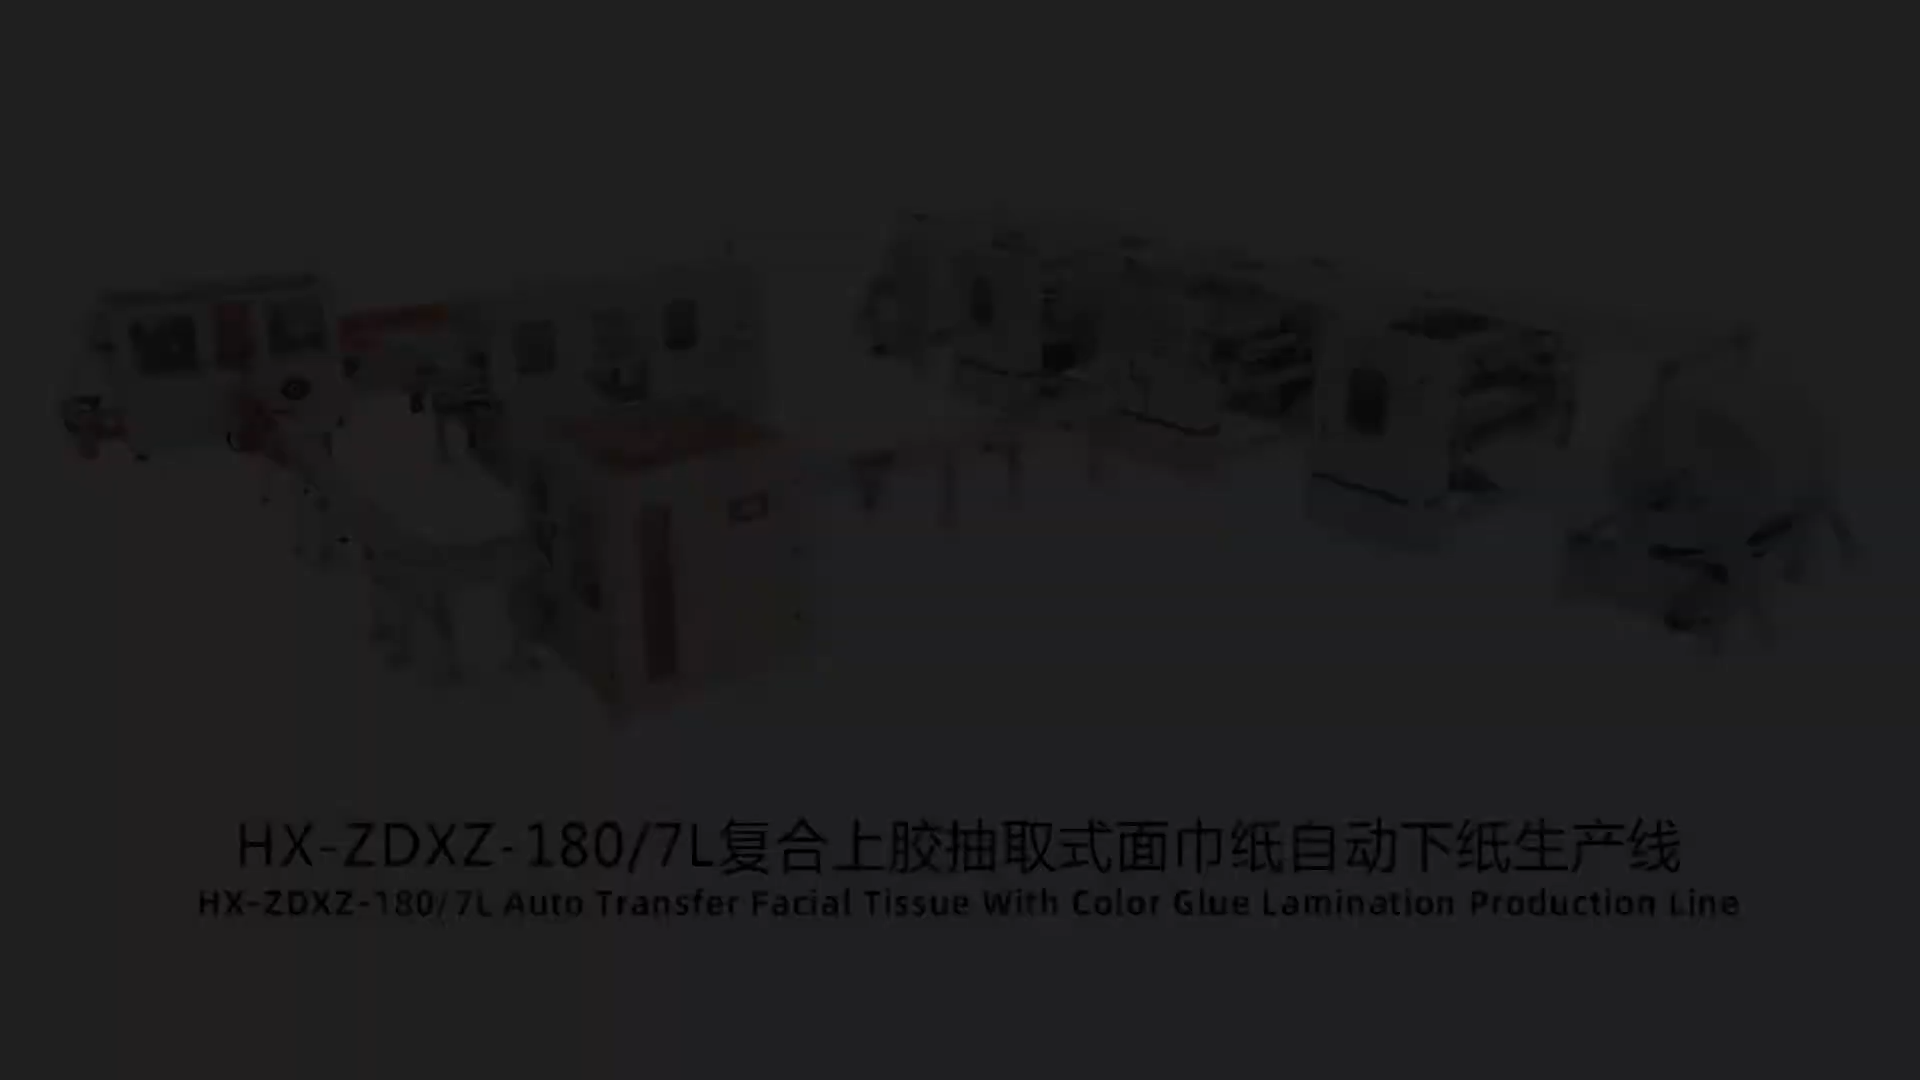 HX-ZDXZ-180/7L复合上胶抽取式面巾纸自动下纸生产线
HX-ZDXZ-180/7L Auto Transfer Facial Tissue With Color Glue Lamination Production Line